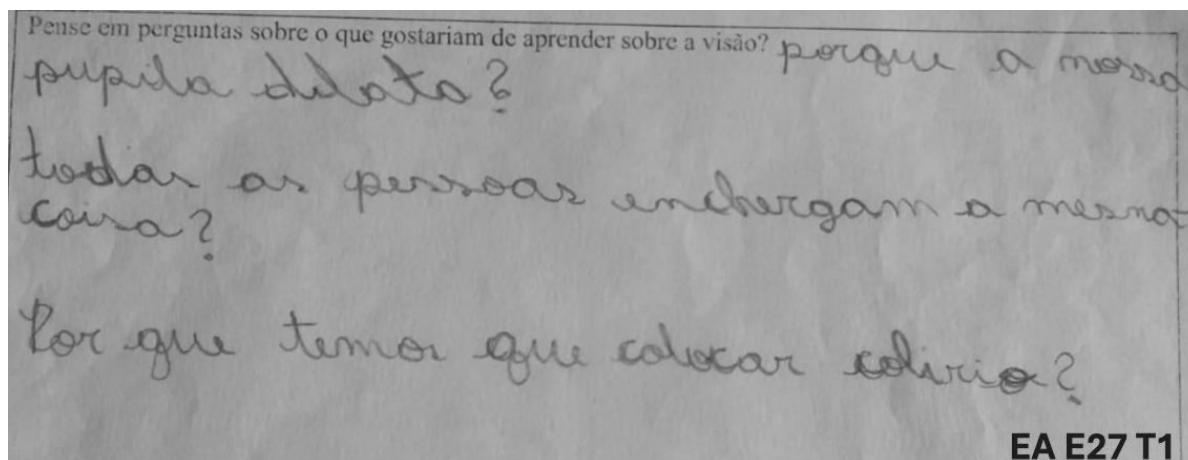 Pense em perguntas sobre o que gostariam de aprender sobre a visão? porque a nossa
pupila dilata?
todas as pessoas enchergam a mesma
coisa?
Por que temos que colocar colirio?
EA E27 T1